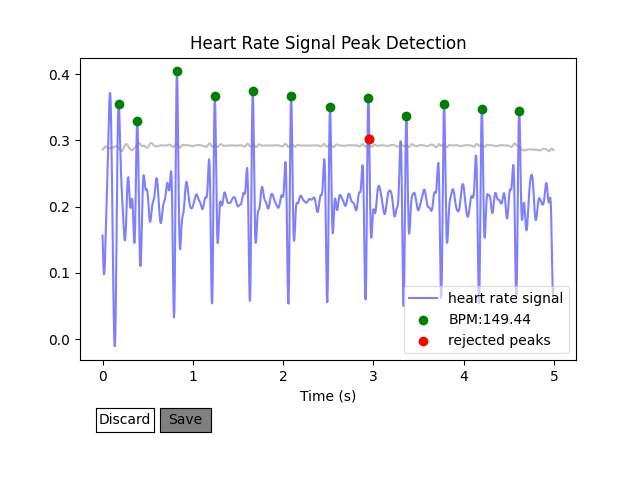 Heart Rate Signal Peak Detection
0.4
0.3
0.2
0.1
0.0
heart rate signal
BPM:149.44
rejected peaks
0 1 2 3 4 5
Time (s)
Discard Save